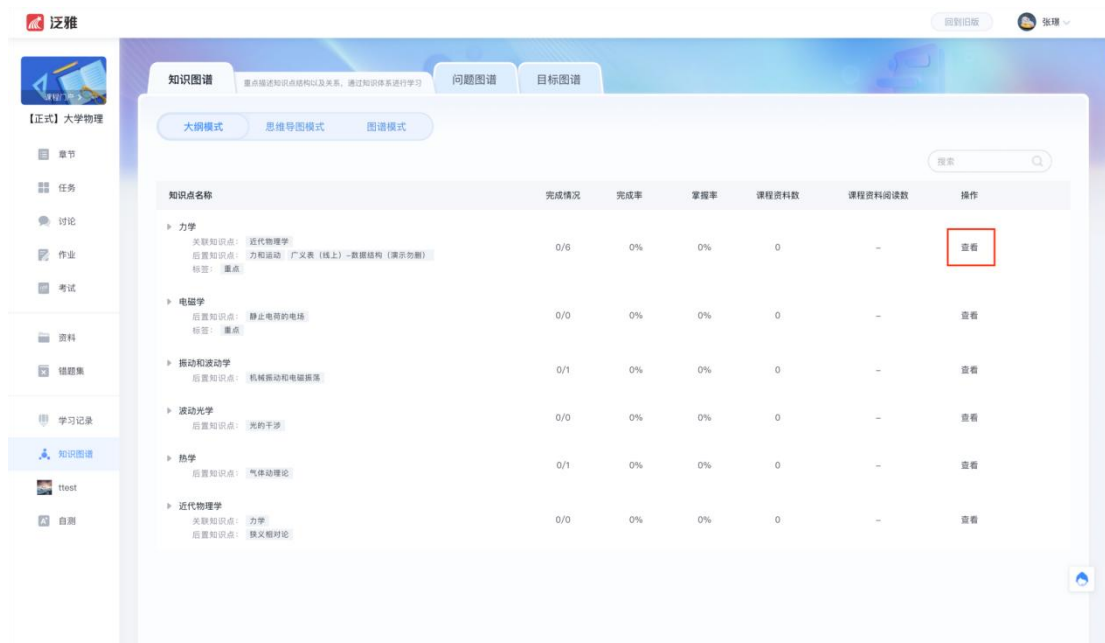 泛雅
回到旧版
张璟
课程门户 >
【正式】大学物理
章节
任务
讨论
作业
考试
资料
错题集
学习记录
知识图谱
ttest
自测
知识图谱 重点描述知识点结构以及关系，通过知识体系进行学习 问题图谱 目标图谱
大纲模式 思维导图模式 图谱模式
搜索
知识点名称 完成情况 完成率 掌握率 课程资料数 课程资料阅读数 操作
力学
关联知识点： 近代物理学
后置知识点： 力和运动 广义表（线上）-数据结构（演示勿删）
标签： 重点
0/6 0% 0% 0 – 查看
电磁学
后置知识点： 静止电荷的电场
标签： 重点
0/0 0% 0% 0 – 查看
振动和波动学
后置知识点： 机械振动和电磁振荡
0/1 0% 0% 0 – 查看
波动光学
后置知识点： 光的干涉
0/0 0% 0% 0 – 查看
热学
后置知识点： 气体动理论
0/1 0% 0% 0 – 查看
近代物理学
关联知识点： 力学
后置知识点： 狭义相对论
0/0 0% 0% 0 – 查看